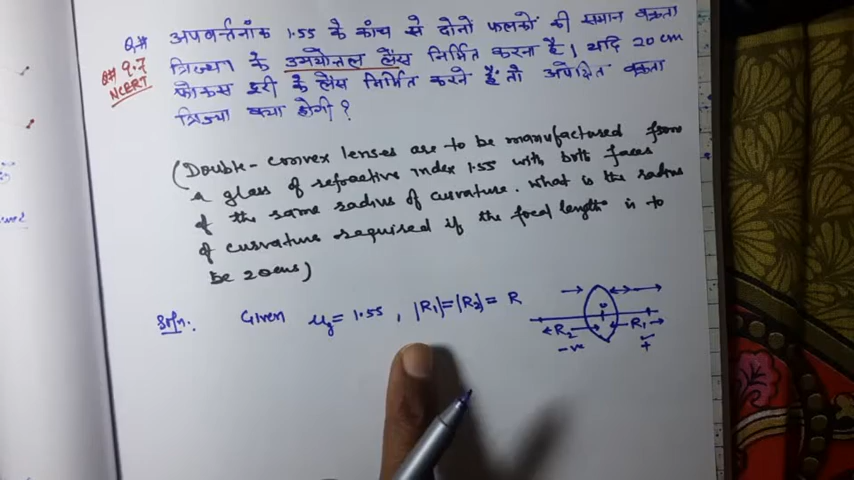 Q# अपवर्त्तनांक 1.55 के कांच से दोनों फलकों की समान वक्रता
Q# 9.7 त्रिज्या के उभयोत्तल लेंस निर्मित करना है। यदि 20 cm
NCERT फोकस दूरी के लेंस निर्मित करने हैं तो अपेक्षित वक्रता
त्रिज्या क्या होगी?
(Double-convex lenses are to be manufactured from
a glass of refractive index 1.55 with both faces
of the same radius of curvature. What is the radius
of curvature required if the focal length is to
be 20cms)
Soln. Given μg = 1.55, |R₁|=|R₂|= R
R₂ R₁
-ve +